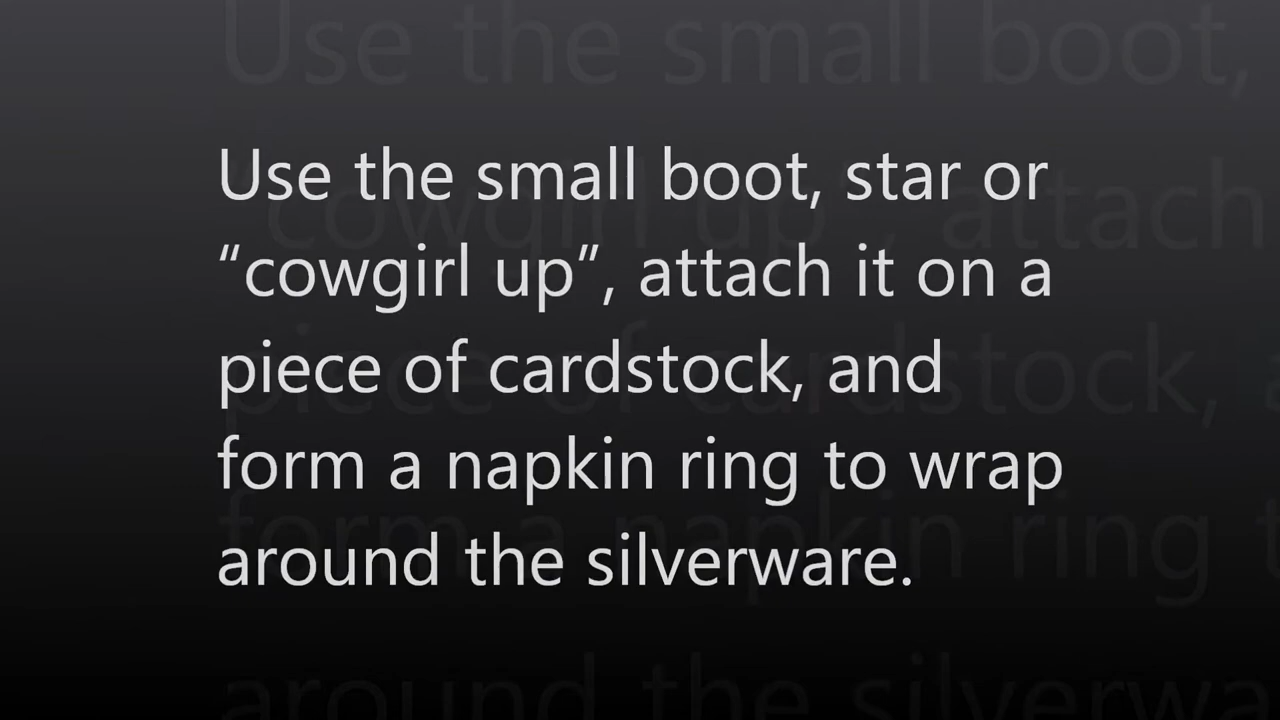 Use the small boot, star or
“cowgirl up”, attach it on a
piece of cardstock, and
form a napkin ring to wrap
around the silverware.